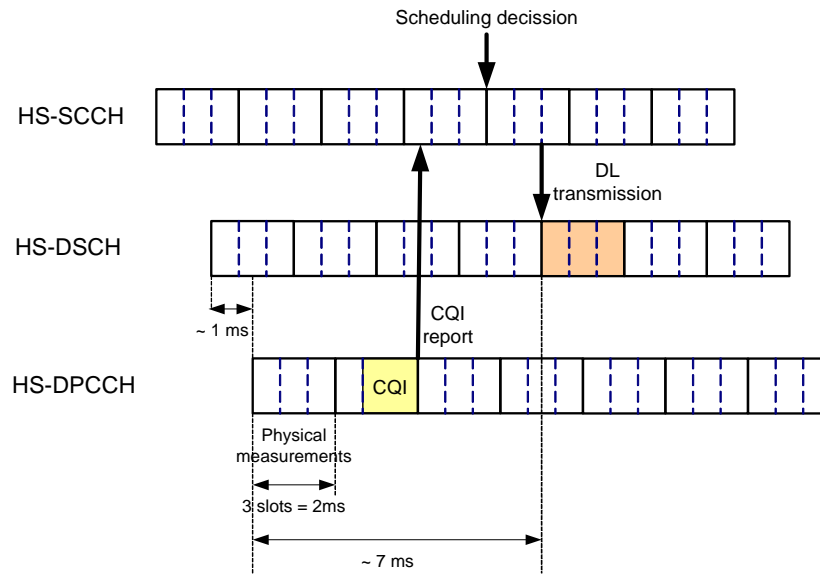 Scheduling decission
HS-SCCH
DL
transmission
HS-DSCH
~ 1 ms
CQI
report
HS-DPCCH
CQI
Physical
measurements
3 slots = 2ms
~ 7 ms